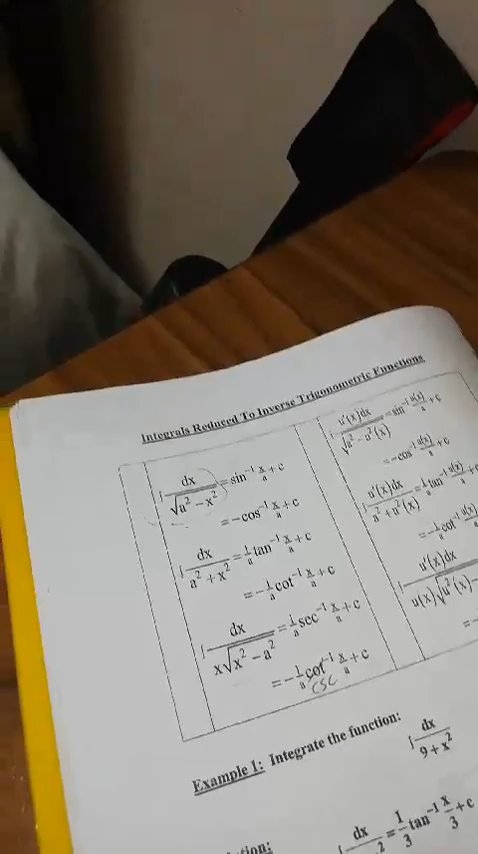 Integrals Reduced To Inverse Trigonometric Functions
∫ dx / √(a² − x²) = sin⁻¹ x/a + c
= −cos⁻¹ x/a + c
∫ dx / (a² + x²) = 1/a tan⁻¹ x/a + c
= −1/a cot⁻¹ x/a + c
∫ dx / (x√(x² − a²)) = 1/a sec⁻¹ x/a + c
= −1/a cot⁻¹ x/a + c
csc
∫ u'(x)dx / √(a² − u²(x)) = sin⁻¹ u(x)/a + c
= −cos⁻¹ u(x)/a + c
∫ u'(x)dx / (a² + u²(x)) = 1/a tan⁻¹ u(x)/a +
= −1/a cot⁻¹ u(x)/a
∫ u'(x)dx / (u(x)√(u²(x) −
= −
Example 1: Integrate the function: ∫ dx / (9 + x²)
dx = 1/3 tan⁻¹ x/3 + c